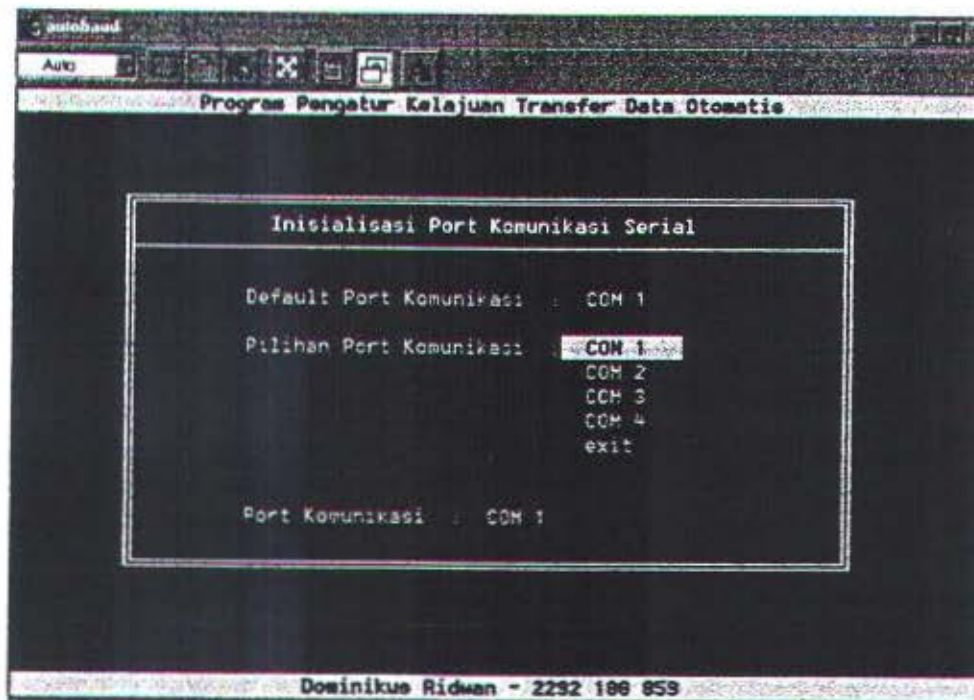 autobaud
Auto
Program Pengatur Kelajuan Transfer Data Otomatis
Inisialisasi Port Komunikasi Serial
Default Port Komunikasi : COM 1
Pilihan Port Komunikasi : COM 1
COM 2
COM 3
COM 4
exit
Port Komunikasi : COM 1
Dominikus Ridwan - 2292 100 059